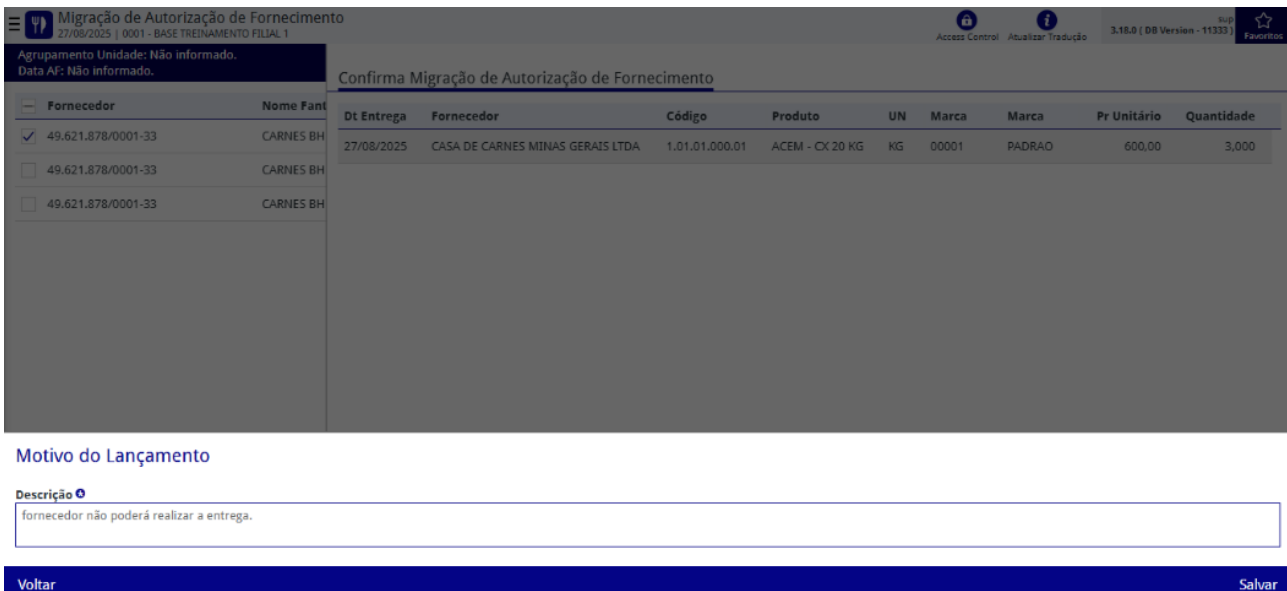 Migração de Autorização de Fornecimento
27/08/2025 | 0001 - BASE TREINAMENTO FILIAL 1
Access Control
Atualizar Tradução
sup
3.18.0 ( DB Version - 11333 )
Favoritos
Agrupamento Unidade: Não informado.
Data AF: Não informado.
Confirma Migração de Autorização de Fornecimento
Fornecedor Nome Fant
49.621.878/0001-33 CARNES BH
49.621.878/0001-33 CARNES BH
49.621.878/0001-33 CARNES BH
Dt Entrega Fornecedor Código Produto UN Marca Marca Pr Unitário Quantidade
27/08/2025 CASA DE CARNES MINAS GERAIS LTDA 1.01.01.000.01 ACEM - CX 20 KG KG 00001 PADRAO 600,00 3,000
Motivo do Lançamento
Descrição
fornecedor não poderá realizar a entrega.
Voltar Salvar